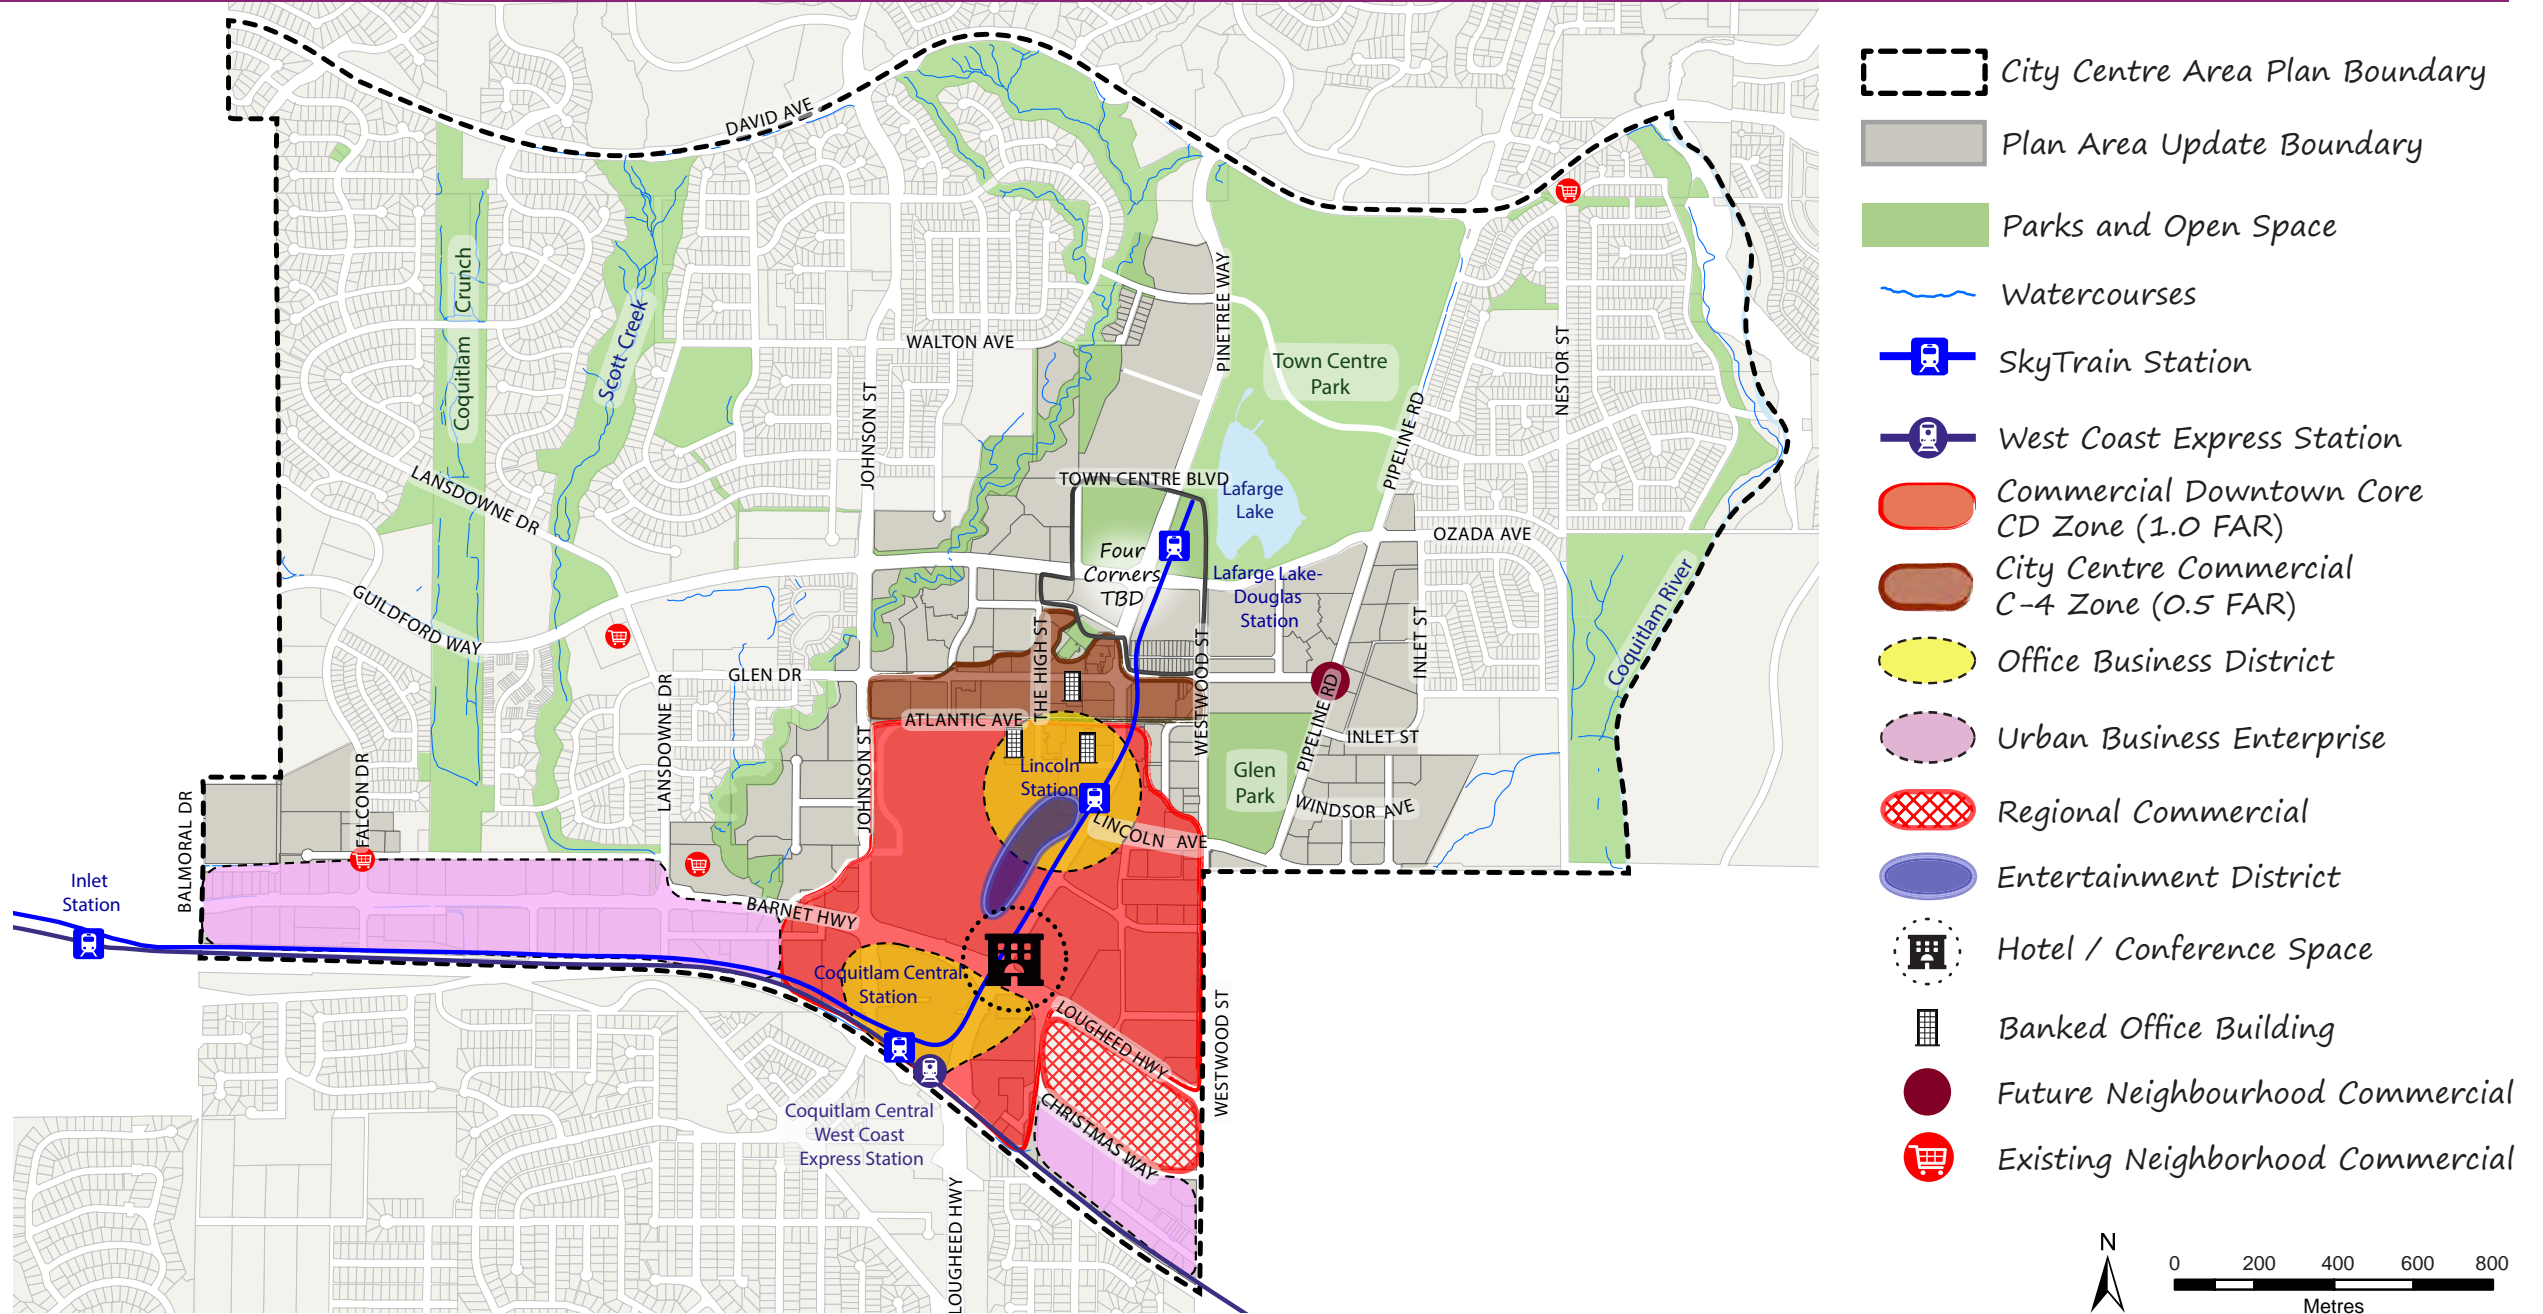 DAVID AVE
Coquitlam Crunch
Scott Creek
WALTON AVE
JOHNSON ST
PINETREE WAY
Town Centre
Park
PIPELINE RD
NESTOR ST
LANSDOWNE DR
TOWN CENTRE BLVD
Lafarge
Lake
OZADA AVE
Four
Corners
TBD
Lafarge Lake-
Douglas
Station
GUILDFORD WAY
THE HIGH ST
WESTWOOD ST
INLET ST
Coquitlam River
GLEN DR
LANSDOWNE DR
ATLANTIC AVE
PIPELINE RD
INLET ST
JOHNSON ST
Lincoln
Station
Glen
Park
FALCON DR
BALMORAL DR
WINDSOR AVE
LINCOLN AVE
Inlet
Station
BARNET HWY
Coquitlam Central
Station
LOUGHEED HWY
WESTWOOD ST
CHRISTMAS WAY
Coquitlam Central
West Coast
Express Station
LOUGHEED HWY
City Centre Area Plan Boundary
Plan Area Update Boundary
Parks and Open Space
Watercourses
SkyTrain Station
West Coast Express Station
Commercial Downtown Core
CD Zone (1.0 FAR)
City Centre Commercial
C-4 Zone (0.5 FAR)
Office Business District
Urban Business Enterprise
Regional Commercial
Entertainment District
Hotel / Conference Space
Banked Office Building
Future Neighbourhood Commercial
Existing Neighborhood Commercial
N
0 200 400 600 800
Metres